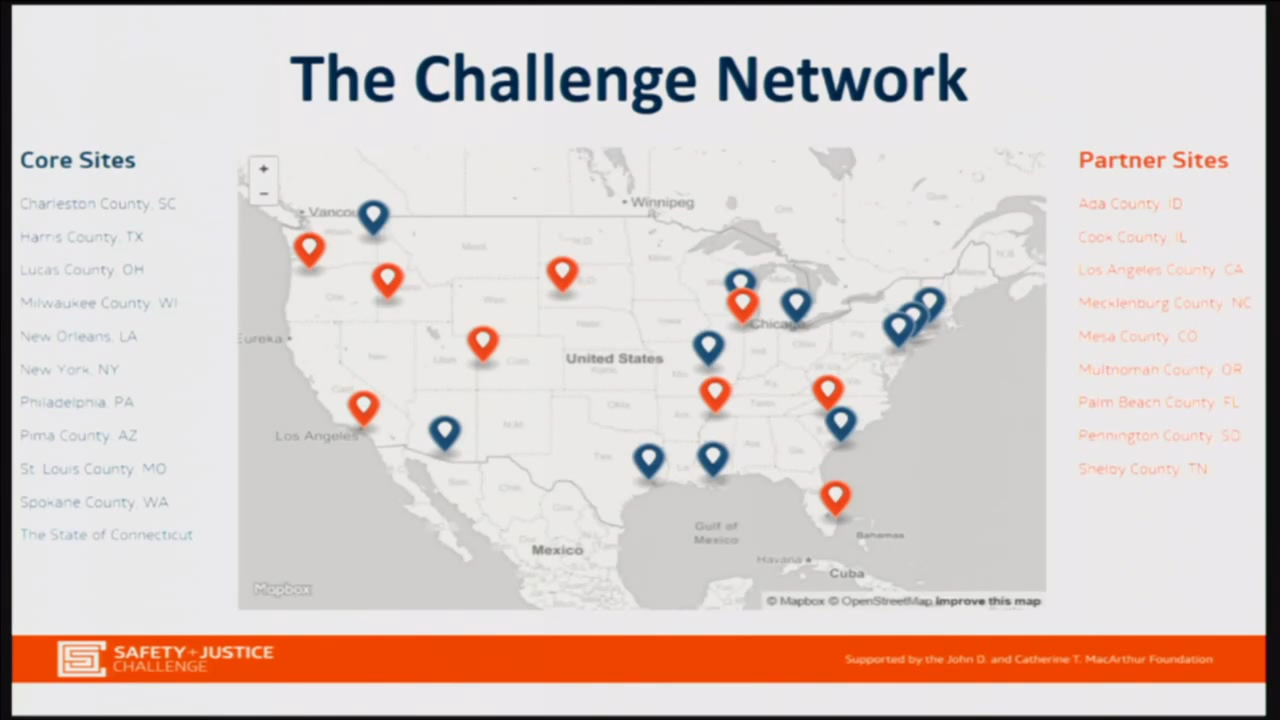 The Challenge Network
Core Sites
Charleston County, SC
Harris County, TX
Lucas County, OH
Milwaukee County, WI
New Orleans, LA
New York, NY
Philadelphia, PA
Pima County, AZ
St. Louis County, MO
Spokane County, WA
The State of Connecticut
+
−
Vancou
Winnipeg
Eureka
United States
Chicago
Los Angeles
Mexico
Gulf of
Mexico
Bahamas
Havana
Cuba
Mapbox
© Mapbox © OpenStreetMap Improve this map
Partner Sites
Ada County, ID
Cook County, IL
Los Angeles County, CA
Mecklenburg County, NC
Mesa County, CO
Multnomah County, OR
Palm Beach County, FL
Pennington County, SD
Shelby County, TN
SAFETY+JUSTICE
CHALLENGE
Supported by the John D. and Catherine T. MacArthur Foundation